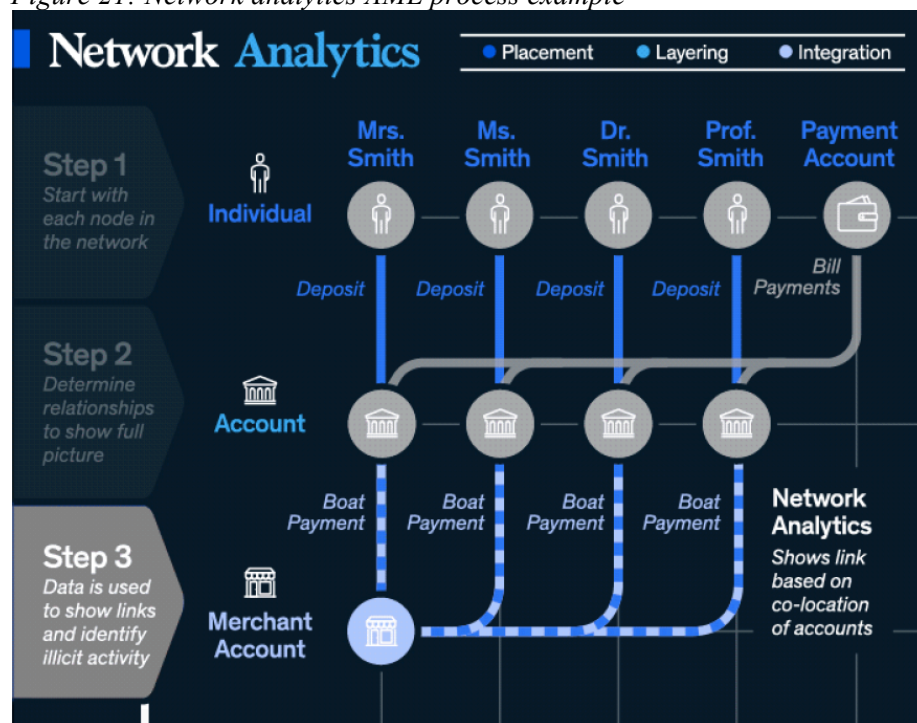 Figure 21: Network analytics AML process example
Network Analytics
Placement
Layering
Integration
Step 1
Start with
each node in
the network
Individual
Mrs.
Smith
Ms.
Smith
Dr.
Smith
Prof.
Smith
Payment
Account
Deposit
Deposit
Deposit
Deposit
Bill
Payments
Step 2
Determine
relationships
to show full
picture
Account
Boat
Payment
Boat
Payment
Boat
Payment
Boat
Payment
Network
Analytics
Shows link
based on
co-location
of accounts
Step 3
Data is used
to show links
and identify
illicit activity
Merchant
Account